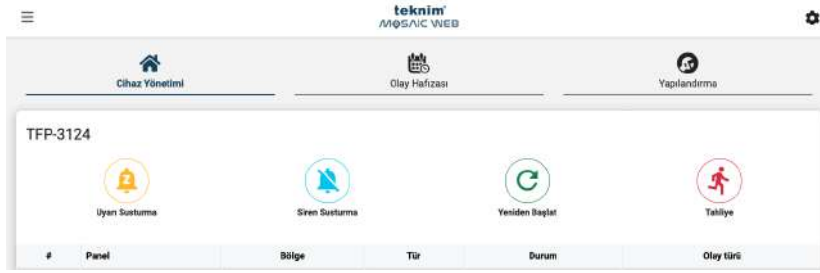 teknim
MOSAIC WEB
Cihaz Yönetimi Olay Hafızası Yapılandırma
TFP-3124
Uyarı Susturma Siren Susturma Yeniden Başlat Tahliye
# Panel Bölge Tür Durum Olay türü